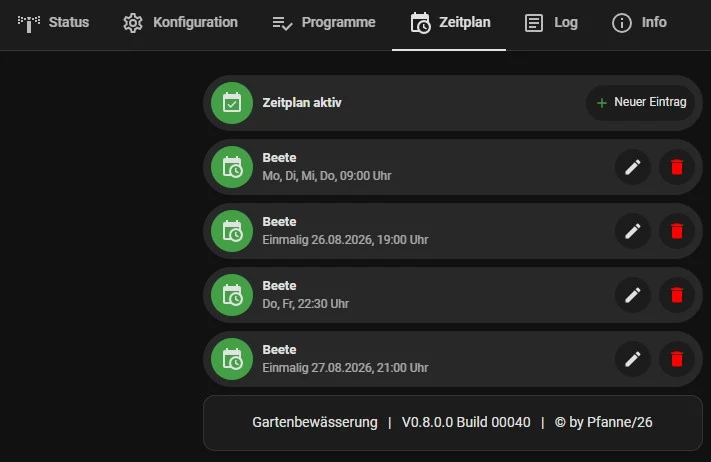 Status Konfiguration Programme Zeitplan Log Info
Zeitplan aktiv + Neuer Eintrag
Beete
Mo, Di, Mi, Do, 09:00 Uhr
Beete
Einmalig 26.08.2026, 19:00 Uhr
Beete
Do, Fr, 22:30 Uhr
Beete
Einmalig 27.08.2026, 21:00 Uhr
Gartenbewässerung | V0.8.0.0 Build 00040 | © by Pfanne/26